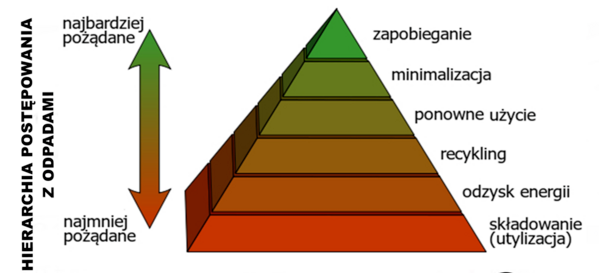 HIERARCHIA POSTĘPOWANIA
Z ODPADAMI
najbardziej
pożądane
najmniej
pożądane
zapobieganie
minimalizacja
ponowne użycie
recykling
odzysk energii
składowanie
(utylizacja)